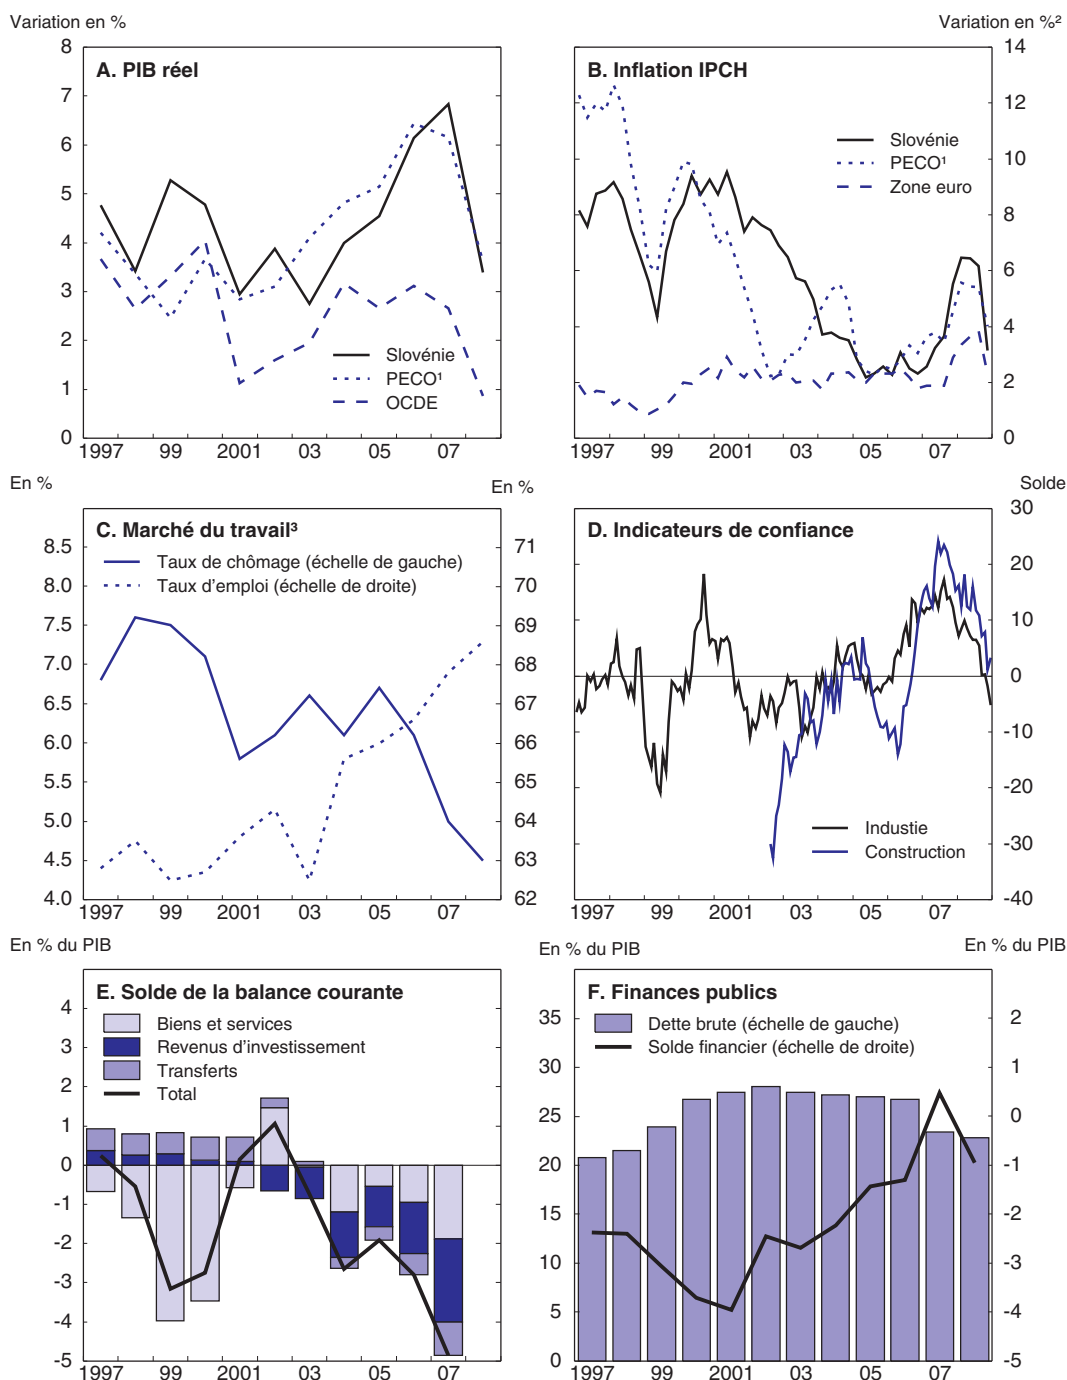 Variation en %
Variation en %²
A. PIB réel
8
7
6
5
4
3
2
1
0
Slovénie
PECO¹
OCDE
1997 99 2001 03 05 07
B. Inflation IPCH
14
12
10
8
6
4
2
0
Slovénie
PECO¹
Zone euro
1997 99 2001 03 05 07
En %
En %
C. Marché du travail³
Taux de chômage (échelle de gauche)
Taux d'emploi (échelle de droite)
8.5
8.0
7.5
7.0
6.5
6.0
5.5
5.0
4.5
4.0
71
70
69
68
67
66
65
64
63
62
1997 99 2001 03 05 07
Solde
D. Indicateurs de confiance
30
20
10
0
-10
-20
-30
-40
Industie
Construction
1997 99 2001 03 05 07
En % du PIB
E. Solde de la balance courante
Biens et services
Revenus d'investissement
Transferts
Total
4
3
2
1
0
-1
-2
-3
-4
-5
1997 99 2001 03 05 07
En % du PIB
En % du PIB
F. Finances publics
Dette brute (échelle de gauche)
Solde financier (échelle de droite)
35
30
25
20
15
10
5
0
2
1
0
-1
-2
-3
-4
-5
1997 99 2001 03 05 07